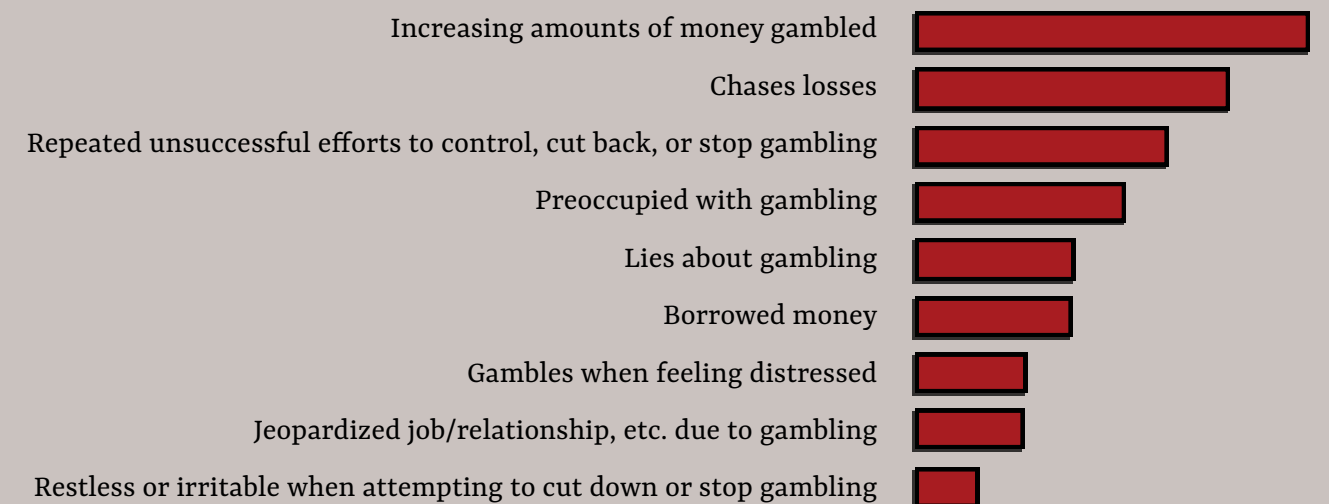 Increasing amounts of money gambled
Chases losses
Repeated unsuccessful efforts to control, cut back, or stop gambling
Preoccupied with gambling
Lies about gambling
Borrowed money
Gambles when feeling distressed
Jeopardized job/relationship, etc. due to gambling
Restless or irritable when attempting to cut down or stop gambling